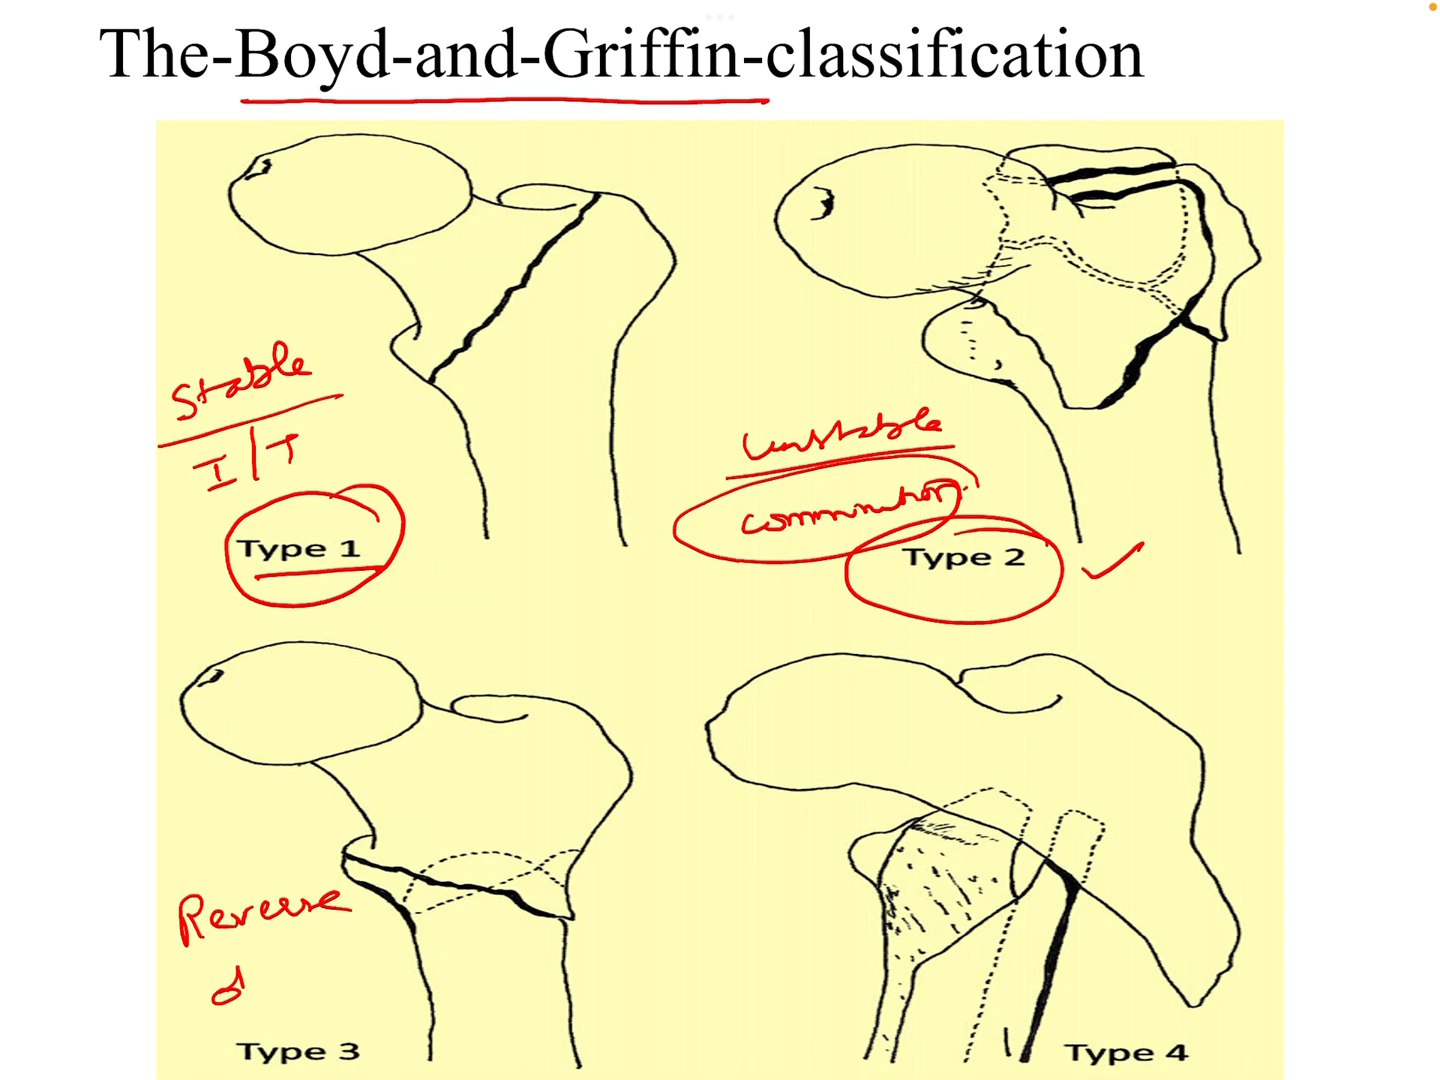 The-Boyd-and-Griffin-classification
Stable
I/T
Type 1
Unstable
comminution.
Type 2
Reverse
Type 3
Type 4